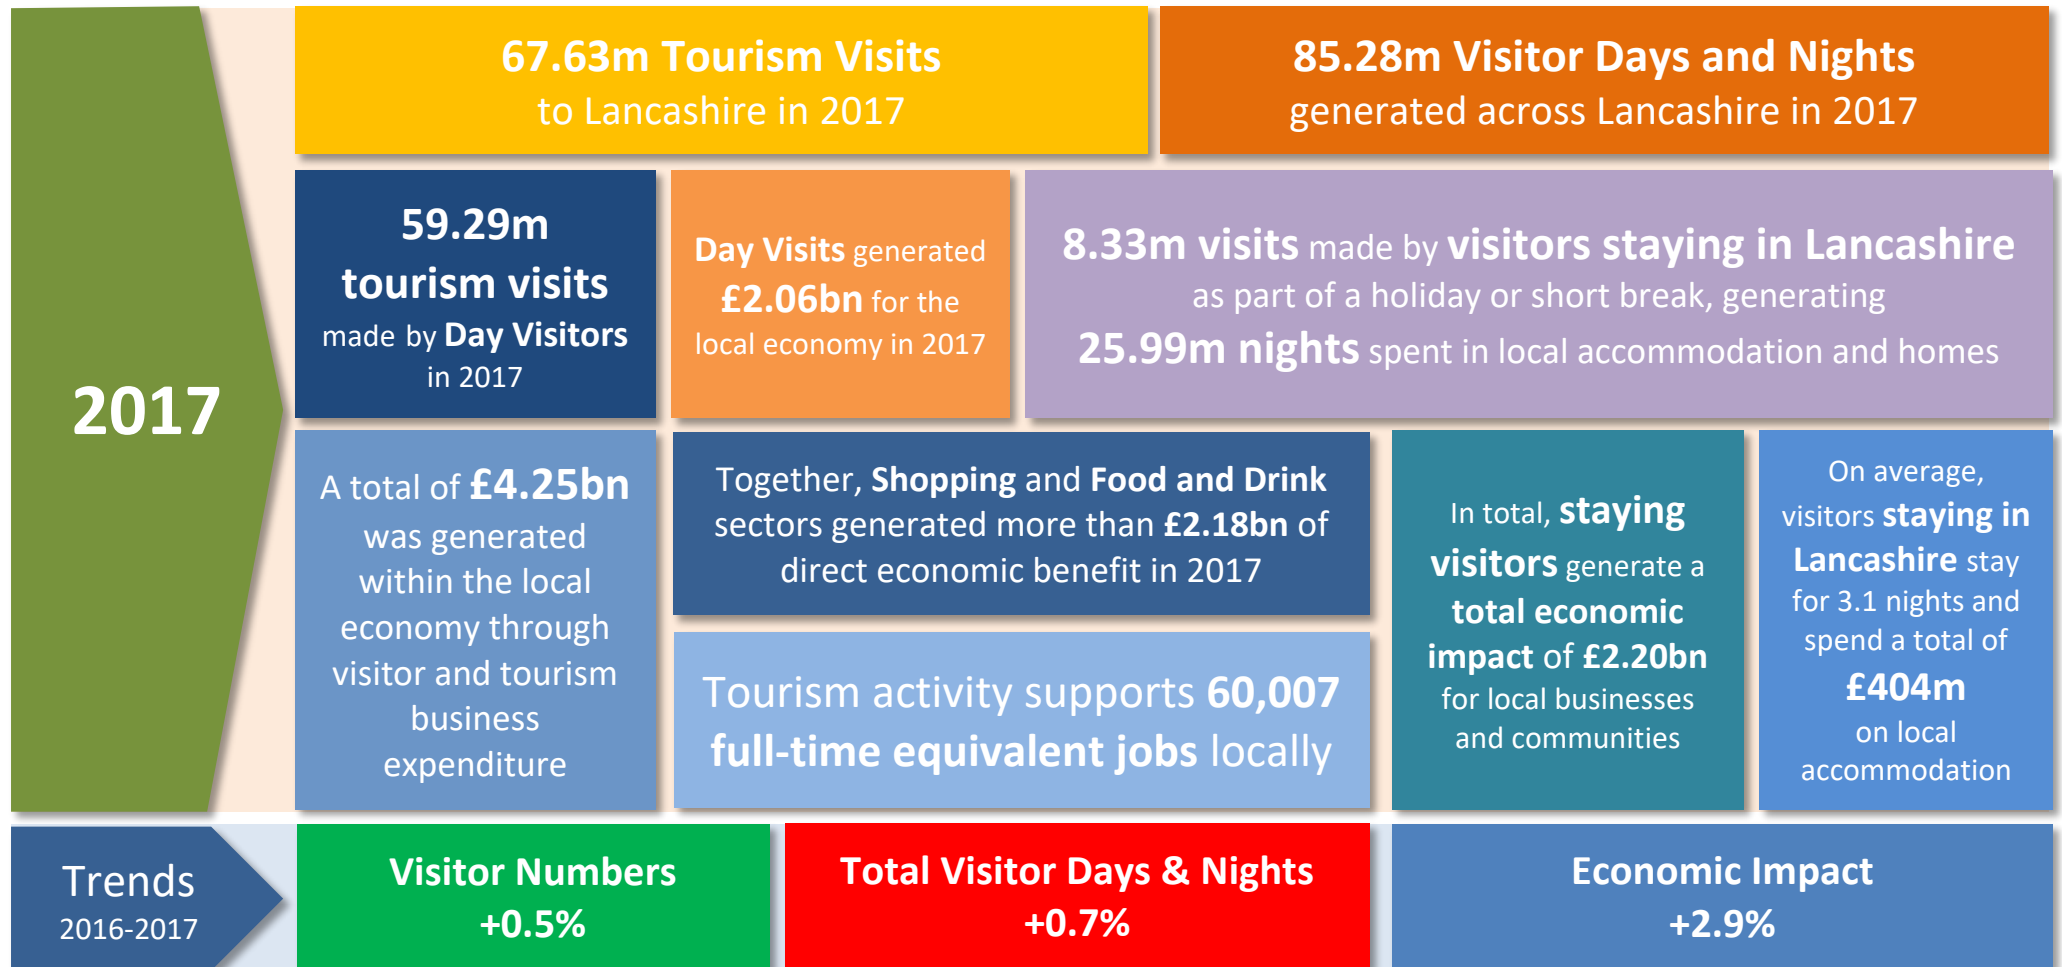 2017
67.63m Tourism Visits
to Lancashire in 2017
85.28m Visitor Days and Nights
generated across Lancashire in 2017
59.29m
tourism visits
made by Day Visitors
in 2017
Day Visits generated
£2.06bn for the
local economy in 2017
8.33m visits made by visitors staying in Lancashire
as part of a holiday or short break, generating
25.99m nights spent in local accommodation and homes
A total of £4.25bn
was generated
within the local
economy through
visitor and tourism
business
expenditure
Together, Shopping and Food and Drink
sectors generated more than £2.18bn of
direct economic benefit in 2017
Tourism activity supports 60,007
full-time equivalent jobs locally
In total, staying
visitors generate a
total economic
impact of £2.20bn
for local businesses
and communities
On average,
visitors staying in
Lancashire stay
for 3.1 nights and
spend a total of
£404m
on local
accommodation
Trends
2016-2017
Visitor Numbers
+0.5%
Total Visitor Days & Nights
+0.7%
Economic Impact
+2.9%